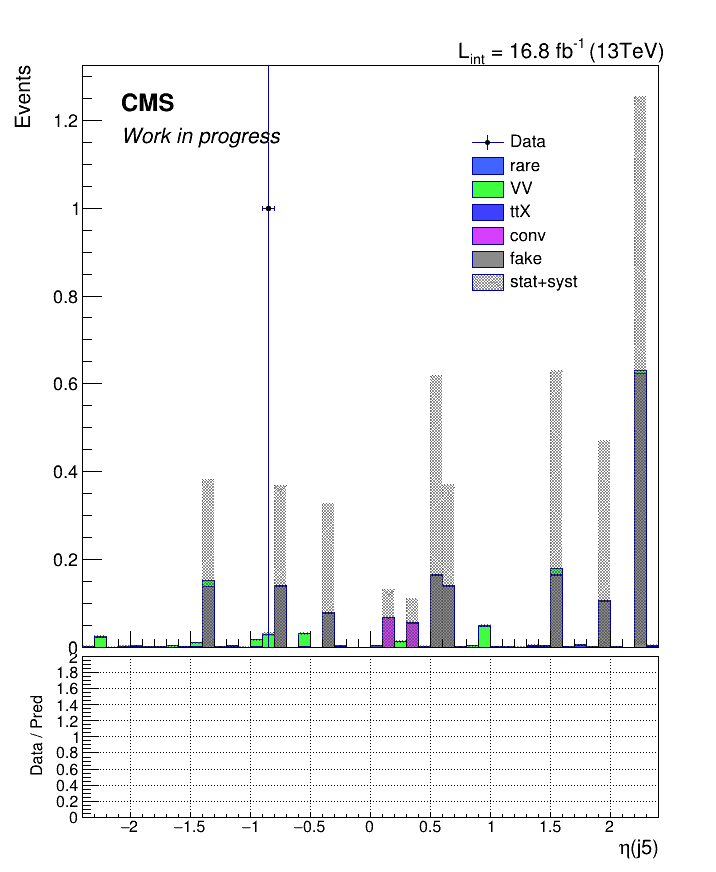 L_int = 16.8 fb^-1 (13TeV)
Events
CMS
Work in progress
Data
rare
VV
ttX
conv
fake
stat+syst
1.2
1
0.8
0.6
0.4
0.2
0
Data / Pred
2
1.8
1.6
1.4
1.2
1
0.8
0.6
0.4
0.2
0
−2 −1.5 −1 −0.5 0 0.5 1 1.5 2
η(j5)